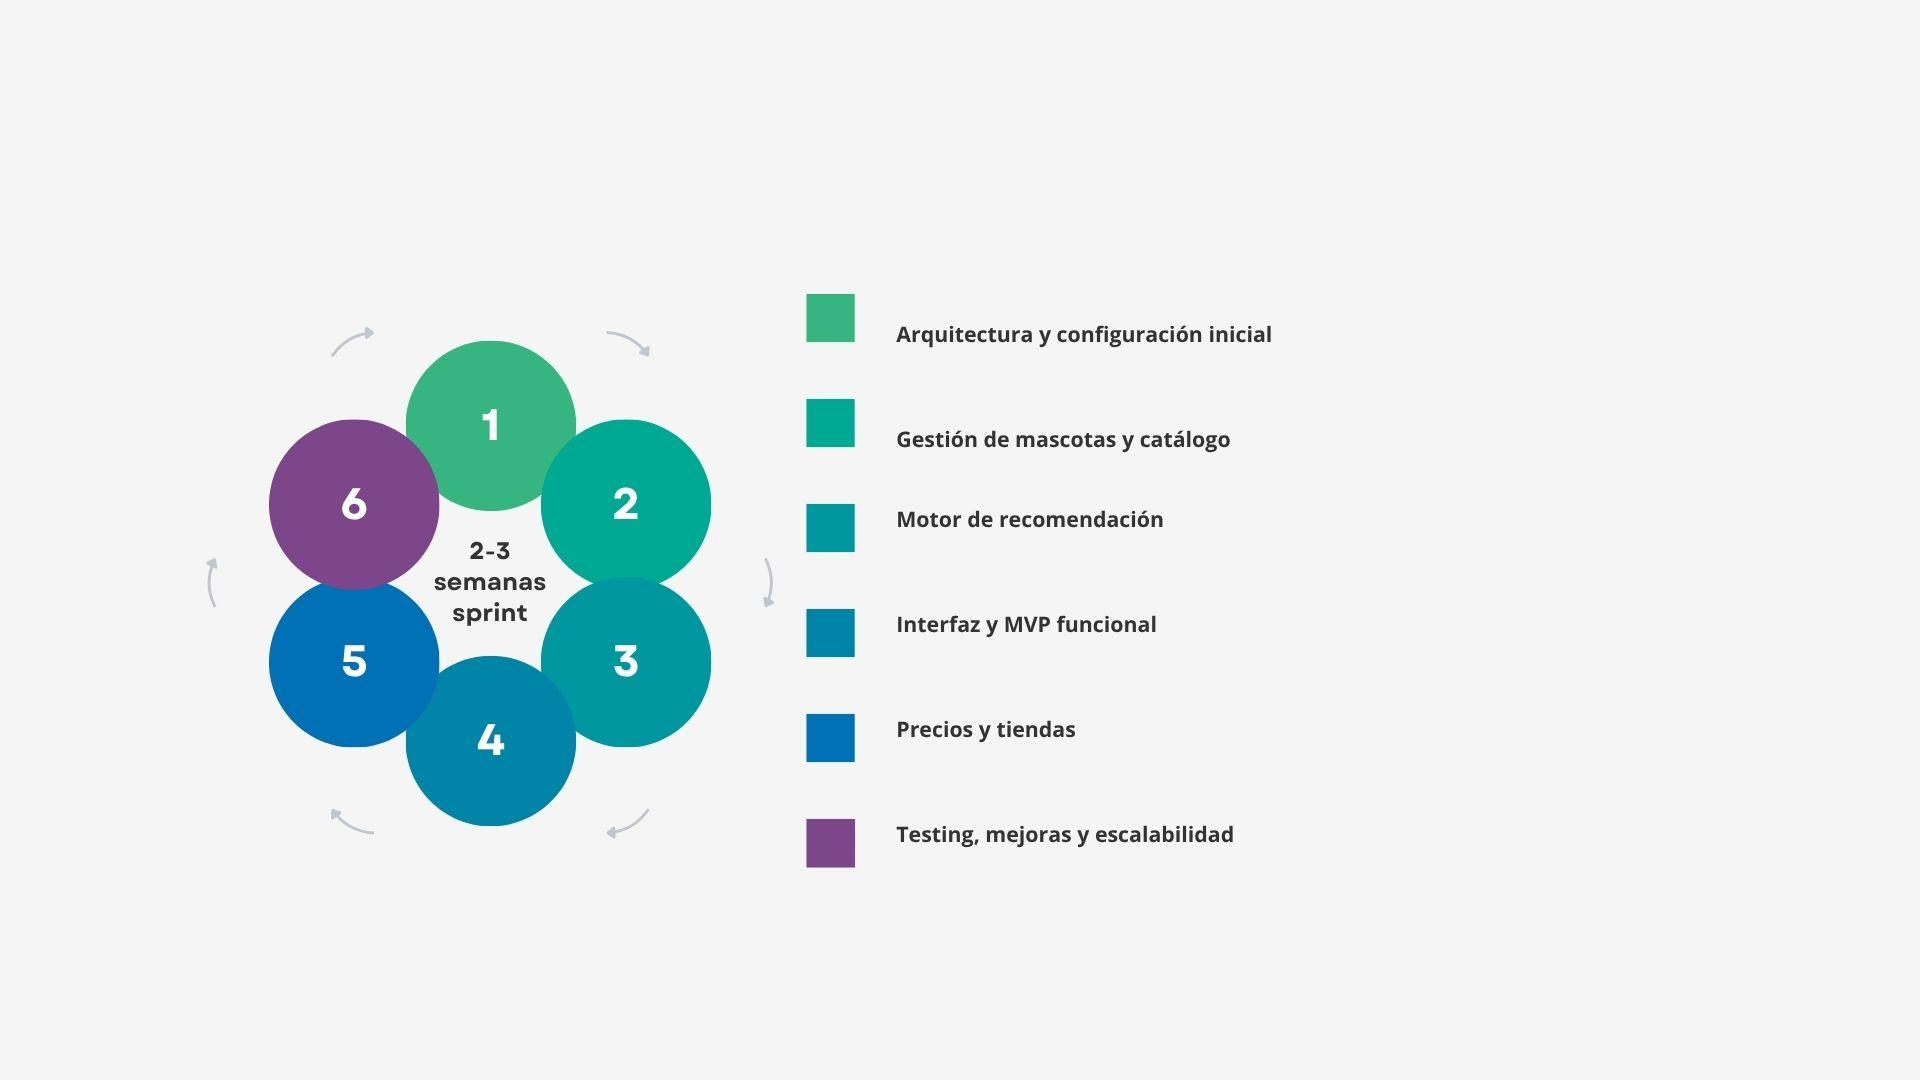 1
2
3
4
5
6
2-3
semanas
sprint
Arquitectura y configuración inicial
Gestión de mascotas y catálogo
Motor de recomendación
Interfaz y MVP funcional
Precios y tiendas
Testing, mejoras y escalabilidad